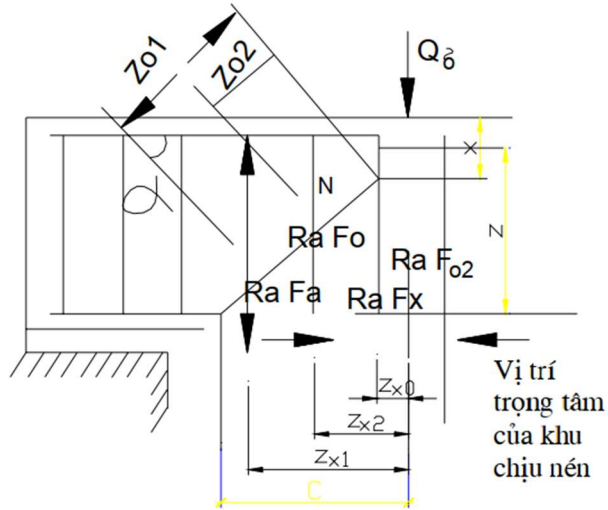 Zo1
Zo2
Qổ
x
N
z
Ra Fo
Ra Fo2
Ra Fa
Ra Fx
Vị trí
trọng tâm
của khu
chịu nén
Zx0
Zx2
Zx1
C